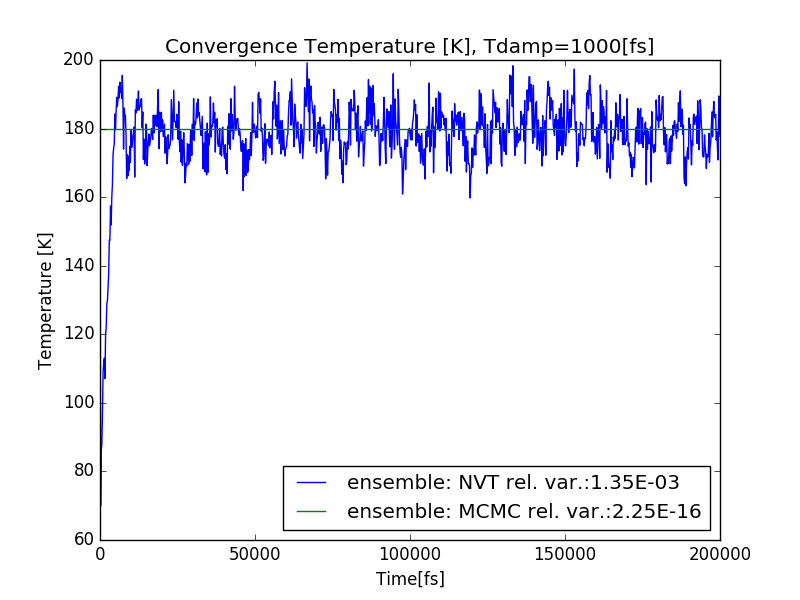 Convergence Temperature [K], Tdamp=1000[fs]
200
180
160
140
120
100
80
60
Temperature [K]
ensemble: NVT rel. var.:1.35E-03
ensemble: MCMC rel. var.:2.25E-16
0 50000 100000 150000 200000
Time[fs]